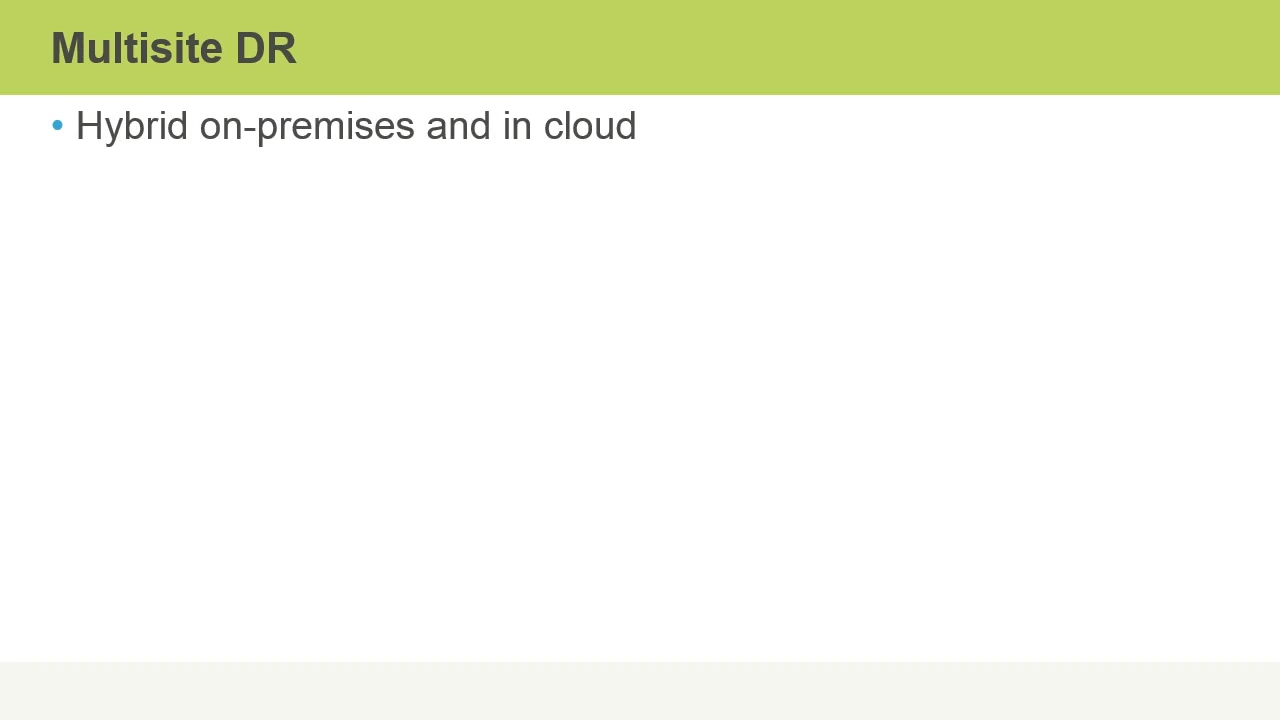 Multisite DR
• Hybrid on-premises and in cloud